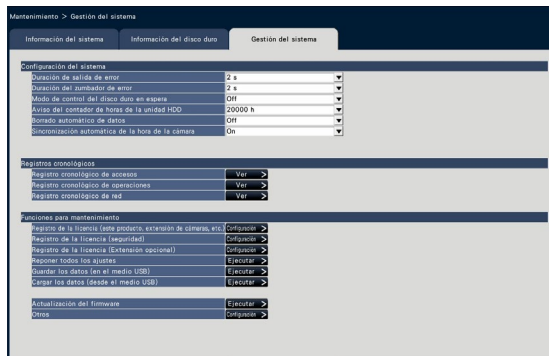 Mantenimiento > Gestión del sistema
Información del sistema Información del disco duro Gestión del sistema
Configuración del sistema
Duración de salida de error 2 s
Duración del zumbador de error 2 s
Modo de control del disco duro en espera Off
Aviso del contador de horas de la unidad HDD 20000 h
Borrado automático de datos Off
Sincronización automática de la hora de la cámara On
Registros cronológicos
Registro cronológico de accesos Ver >
Registro cronológico de operaciones Ver >
Registro cronológico de red Ver >
Funciones para mantenimiento
Registro de la licencia (este producto, extensión de cámaras, etc.) Configuración >
Registro de la licencia (seguridad) Configuración >
Registro de la licencia (Extensión opcional) Configuración >
Reponer todos los ajustes Ejecutar >
Guardar los datos (en el medio USB) Ejecutar >
Cargar los datos (desde el medio USB) Ejecutar >
Actualización del firmware Ejecutar >
Otros Configuración >